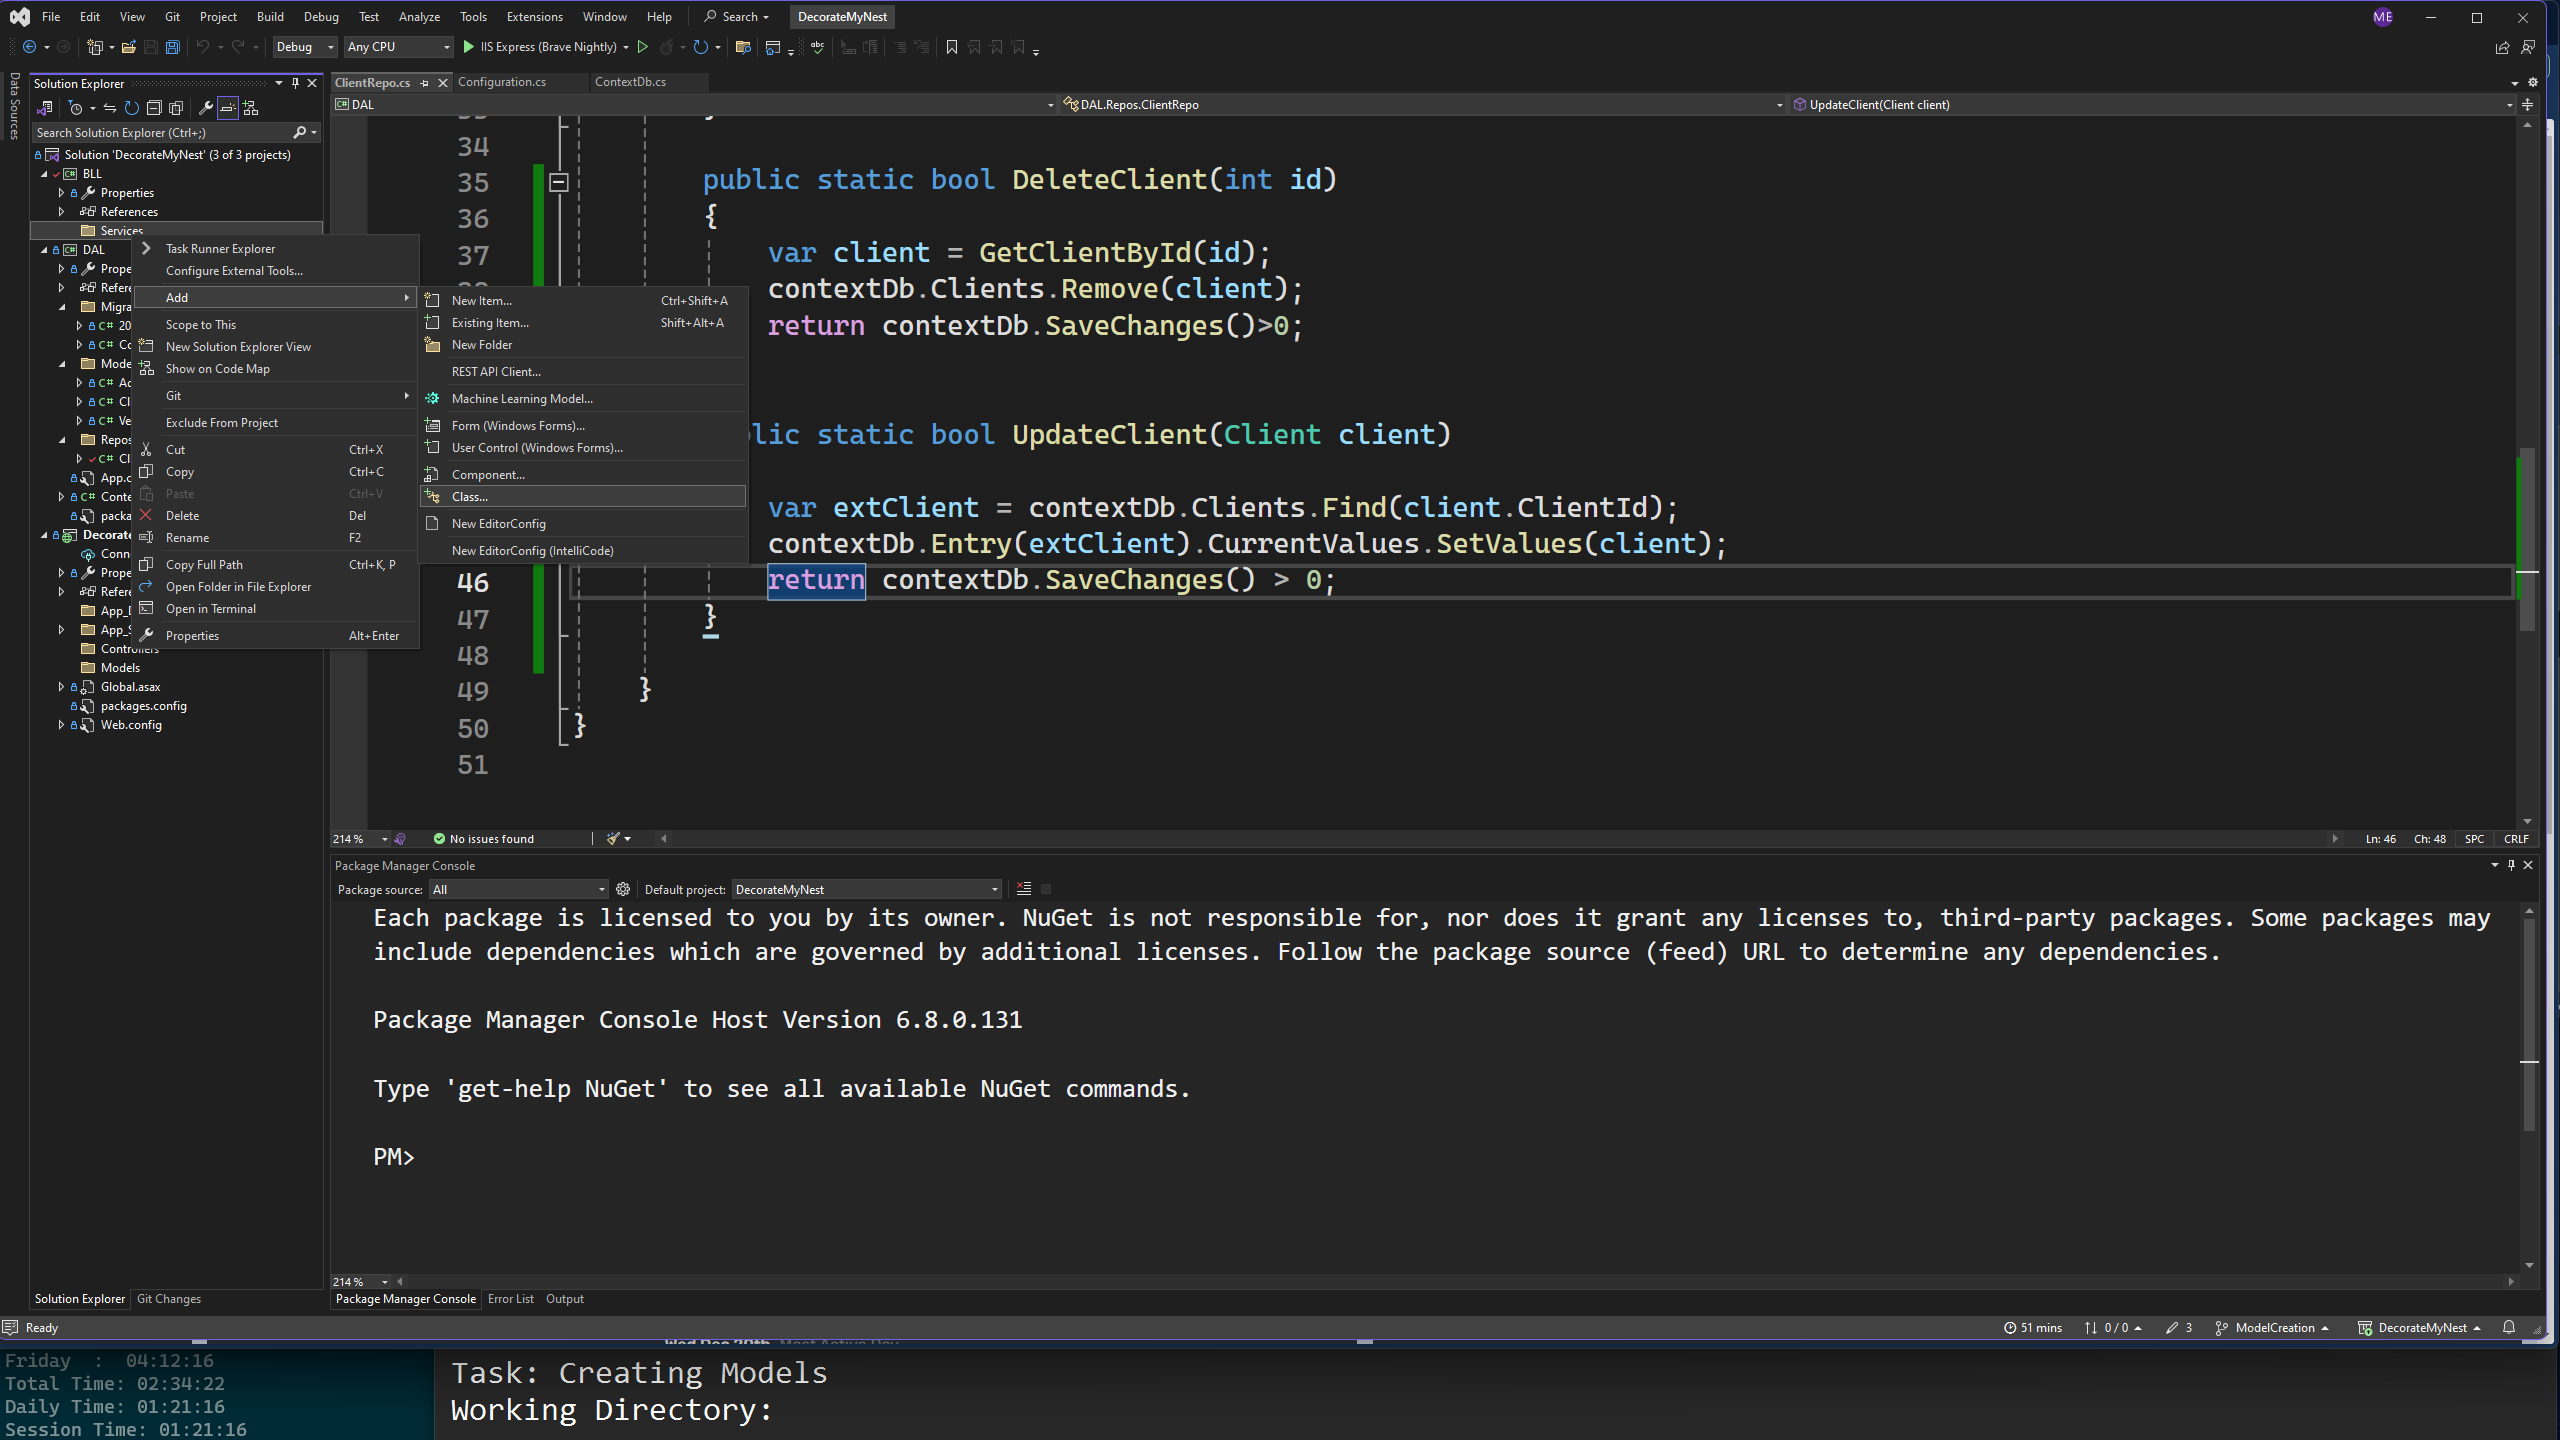 File Edit View Git Project Build Debug Test Analyze Tools Extensions Window Help Search DecorateMyNest ME
Debug Any CPU IIS Express (Brave Nightly)
Data Sources
Solution Explorer
Search Solution Explorer (Ctrl+;)
Solution 'DecorateMyNest' (3 of 3 projects)
BLL
Properties
References
Services
DAL
Prope
Refere
Migra
C# 20
C# Co
Mode
C# Ac
C# Cl
C# Ve
Repos
C# Cl
App.c
C# Conte
packa
Decorate
Conne
Prope
Refere
App_D
App_S
Controllers
Models
Global.asax
packages.config
Web.config
Task Runner Explorer
Configure External Tools...
Add
Scope to This
New Solution Explorer View
Show on Code Map
Git
Exclude From Project
Cut Ctrl+X
Copy Ctrl+C
Paste Ctrl+V
Delete Del
Rename F2
Copy Full Path Ctrl+K, P
Open Folder in File Explorer
Open in Terminal
Properties Alt+Enter
New Item... Ctrl+Shift+A
Existing Item... Shift+Alt+A
New Folder
REST API Client...
Machine Learning Model...
Form (Windows Forms)...
User Control (Windows Forms)...
Component...
Class...
New EditorConfig
New EditorConfig (IntelliCode)
ClientRepo.cs Configuration.cs ContextDb.cs
C# DAL DAL.Repos.ClientRepo UpdateClient(Client client)
34
35 public static bool DeleteClient(int id)
36 {
37 var client = GetClientById(id);
contextDb.Clients.Remove(client);
return contextDb.SaveChanges()>0;
lic static bool UpdateClient(Client client)
var extClient = contextDb.Clients.Find(client.ClientId);
contextDb.Entry(extClient).CurrentValues.SetValues(client);
46 return contextDb.SaveChanges() > 0;
47 }
48
49 }
50 }
51
214 % No issues found Ln: 46 Ch: 48 SPC CRLF
Package Manager Console
Package source: All Default project: DecorateMyNest
Each package is licensed to you by its owner. NuGet is not responsible for, nor does it grant any licenses to, third-party packages. Some packages may
include dependencies which are governed by additional licenses. Follow the package source (feed) URL to determine any dependencies.
Package Manager Console Host Version 6.8.0.131
Type 'get-help NuGet' to see all available NuGet commands.
PM>
214 %
Solution Explorer Git Changes Package Manager Console Error List Output
Ready 51 mins 0 / 0 3 ModelCreation DecorateMyNest
Friday : 04:12:16
Total Time: 02:34:22
Daily Time: 01:21:16
Session Time: 01:21:16
Task: Creating Models
Working Directory: